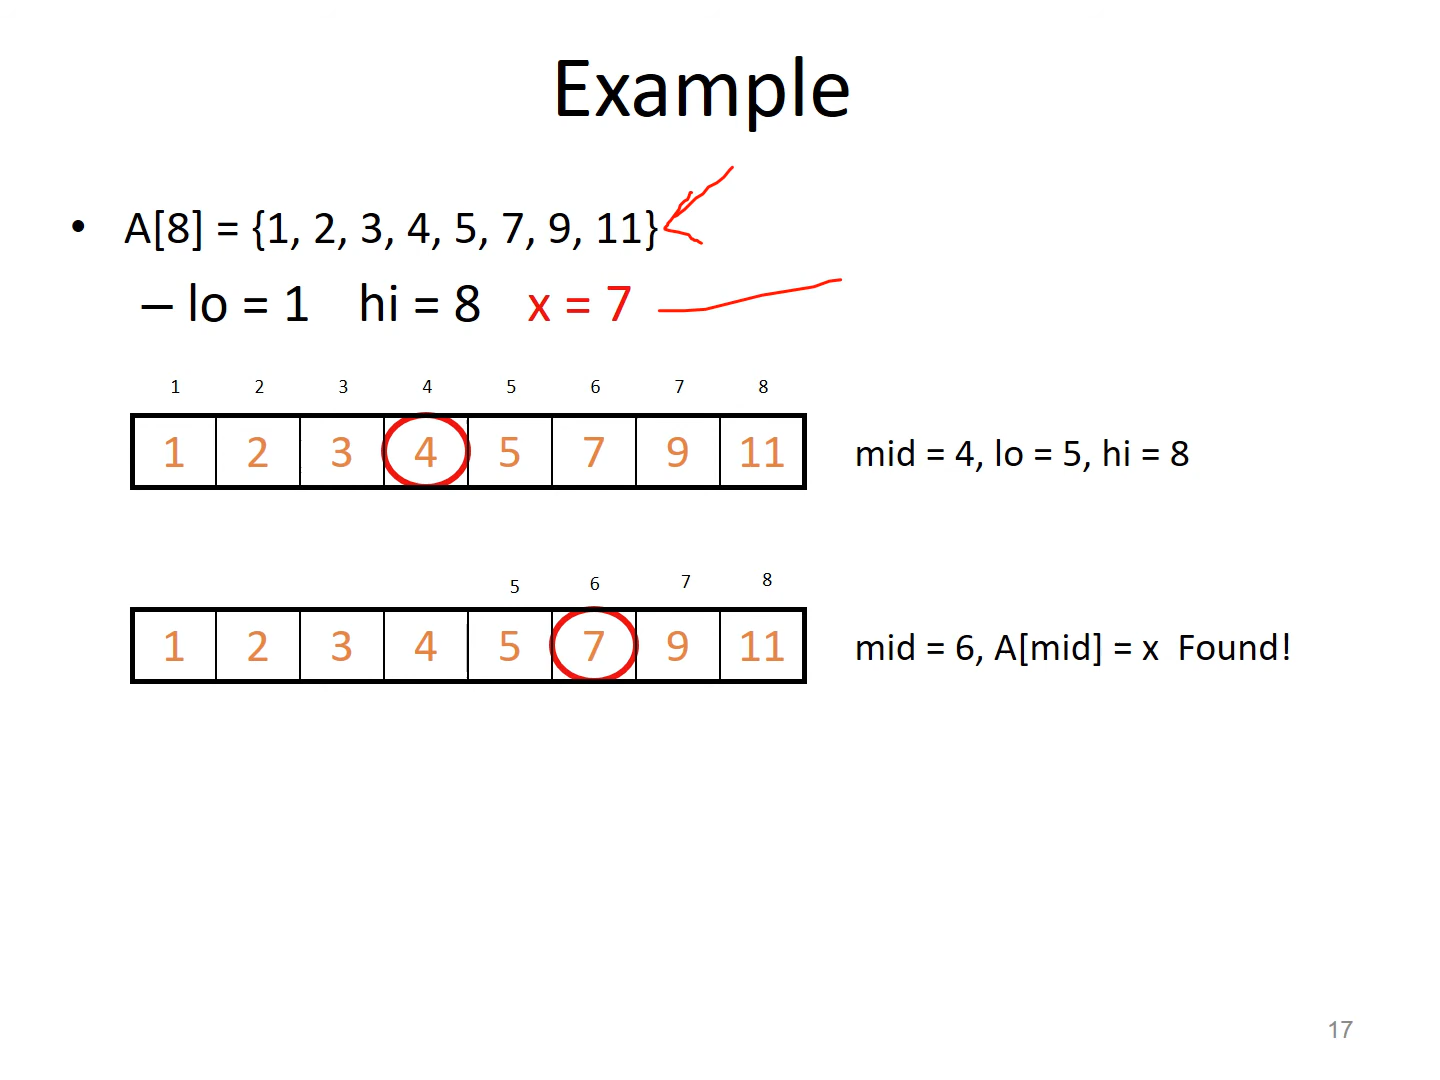 Example
• A[8] = {1, 2, 3, 4, 5, 7, 9, 11}
– lo = 1 hi = 8 x = 7
1 2 3 4 5 6 7 8
1 2 3 4 5 7 9 11 mid = 4, lo = 5, hi = 8
5 6 7 8
1 2 3 4 5 7 9 11 mid = 6, A[mid] = x Found!
17